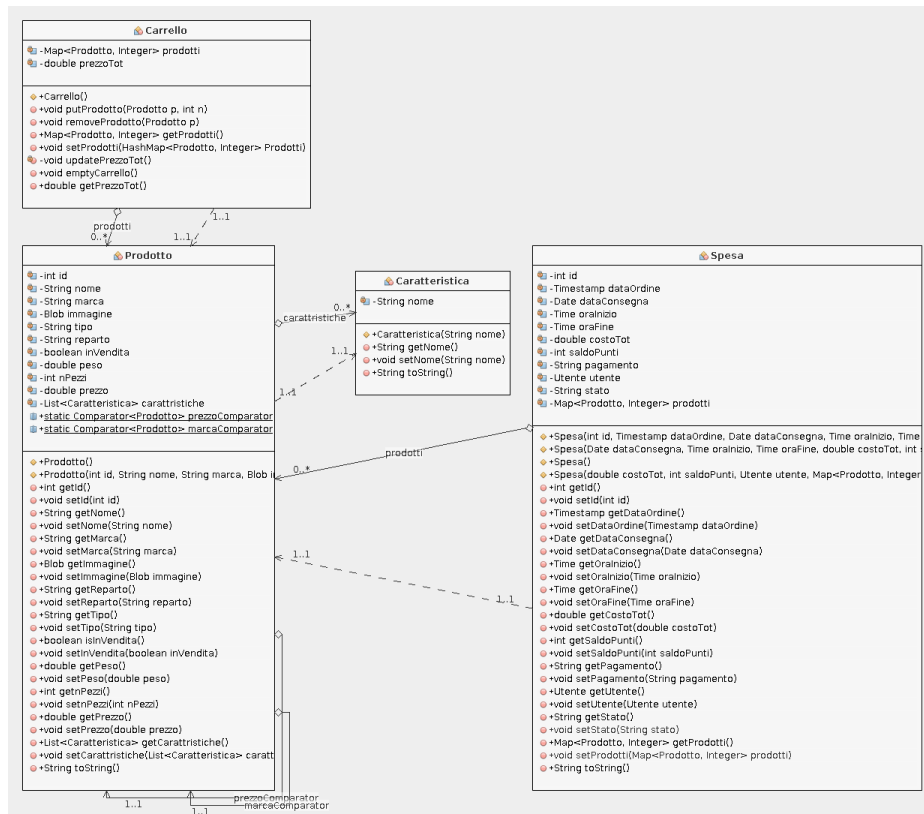 Carrello
-Map<Prodotto, Integer> prodotti
-double prezzoTot
+Carrello()
+void putProdotto(Prodotto p, int n)
+void removeProdotto(Prodotto p)
+Map<Prodotto, Integer> getProdotti()
+void setProdotti(HashMap<Prodotto, Integer> Prodotti)
-void updatePrezzoTot()
+void emptyCarrello()
+double getPrezzoTot()
prodotti
0..*
1..1
1..1
Prodotto
-int id
-String nome
-String marca
-Blob immagine
-String tipo
-String reparto
-boolean inVendita
-double peso
-int nPezzi
-double prezzo
-List<Caratteristica> carattristiche
+static Comparator<Prodotto> prezzoComparator
+static Comparator<Prodotto> marcaComparator
+Prodotto()
+Prodotto(int id, String nome, String marca, Blob i
+int getId()
+void setId(int id)
+String getNome()
+void setNome(String nome)
+String getMarca()
+void setMarca(String marca)
+Blob getImmagine()
+void setImmagine(Blob immagine)
+String getReparto()
+void setReparto(String reparto)
+String getTipo()
+void setTipo(String tipo)
+boolean isInVendita()
+void setInVendita(boolean inVendita)
+double getPeso()
+void setPeso(double peso)
+int getnPezzi()
+void setnPezzi(int nPezzi)
+double getPrezzo()
+void setPrezzo(double prezzo)
+List<Caratteristica> getCarattristiche()
+void setCarattristiche(List<Caratteristica> caratt
+String toString()
1..1
prezzoComparator
1..1
marcaComparator
0..*
carattristiche
1..1
1..1
Caratteristica
-String nome
+Caratteristica(String nome)
+String getNome()
+void setNome(String nome)
+String toString()
prodotti
0..*
1..1
1..1
Spesa
-int id
-Timestamp dataOrdine
-Date dataConsegna
-Time oraInizio
-Time oraFine
-double costoTot
-int saldoPunti
-String pagamento
-Utente utente
-String stato
-Map<Prodotto, Integer> prodotti
+Spesa(int id, Timestamp dataOrdine, Date dataConsegna, Time oraInizio, Time
+Spesa(Date dataConsegna, Time oraInizio, Time oraFine, double costoTot, int
+Spesa()
+Spesa(double costoTot, int saldoPunti, Utente utente, Map<Prodotto, Integer
+int getId()
+void setId(int id)
+Timestamp getDataOrdine()
+void setDataOrdine(Timestamp dataOrdine)
+Date getDataConsegna()
+void setDataConsegna(Date dataConsegna)
+Time getOraInizio()
+void setOraInizio(Time oraInizio)
+Time getOraFine()
+void setOraFine(Time oraFine)
+double getCostoTot()
+void setCostoTot(double costoTot)
+int getSaldoPunti()
+void setSaldoPunti(int saldoPunti)
+String getPagamento()
+void setPagamento(String pagamento)
+Utente getUtente()
+void setUtente(Utente utente)
+String getStato()
+void setStato(String stato)
+Map<Prodotto, Integer> getProdotti()
+void setProdotti(Map<Prodotto, Integer> prodotti)
+String toString()